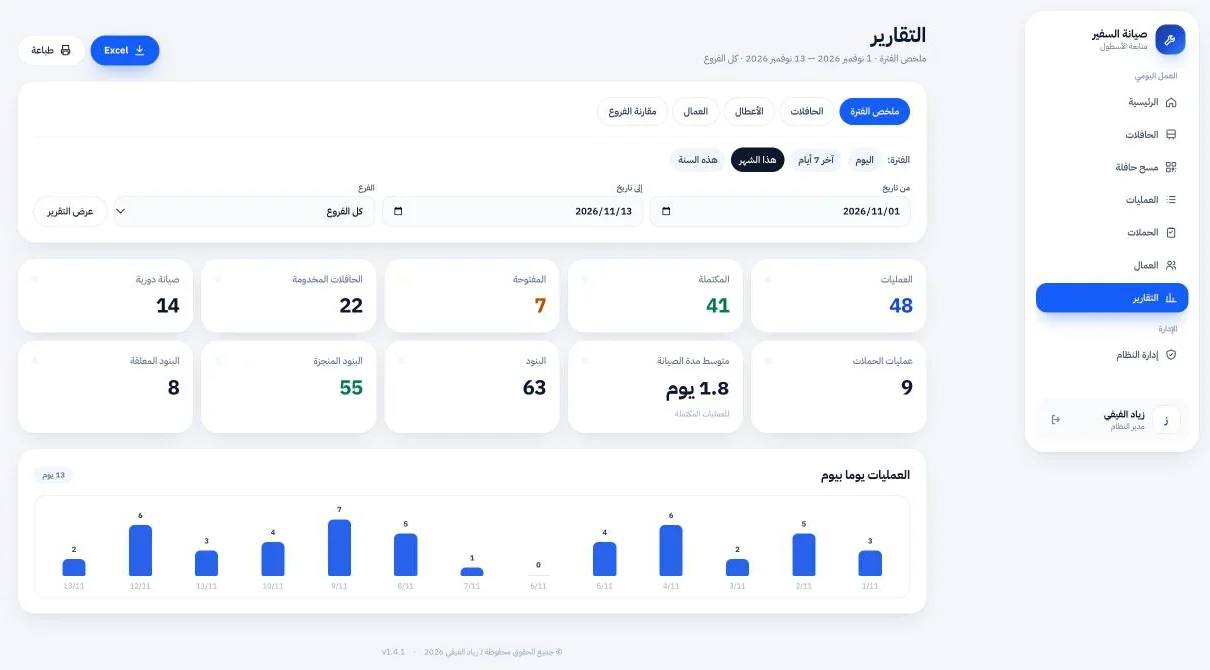 صيانة السفير
متابعة الأسطول
العمل اليومي
الرئيسية
الحافلات
مسح حافلة
العمليات
الحملات
العمال
التقارير
الإدارة
إدارة النظام
ز
زياد الفيفي
مدير النظام
التقارير
ملخص الفترة · 1 نوفمبر 2026 — 13 نوفمبر 2026 · كل الفروع
Excel
طباعة
ملخص الفترة
الحافلات
الأعطال
العمال
مقارنة الفروع
الفترة:
اليوم
آخر 7 أيام
هذا الشهر
هذه السنة
من تاريخ
إلى تاريخ
الفرع
2026/11/01
2026/11/13
كل الفروع
عرض التقرير
العمليات
48
المكتملة
41
المفتوحة
7
الحافلات المخدومة
22
صيانة دورية
14
عمليات الحملات
9
متوسط مدة الصيانة
1.8 يوم
للعمليات المكتملة
البنود
63
البنود المنجزة
55
البنود المعلقة
8
العمليات يوما بيوم
13 يوم
3 5 2 6 4 0 1 5 7 4 3 6 2
1/11 2/11 3/11 4/11 5/11 6/11 7/11 8/11 9/11 10/11 11/11 12/11 13/11
© جميع الحقوق محفوظة لـ زياد الفيفي 2026 · v1.4.1